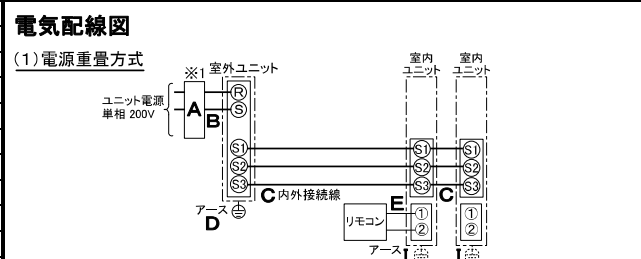 電気配線図
(1)電源重畳方式
※1
室外ユニット
室内
ユニット
室内
ユニット
ユニット電源
単相 200V
A
B
R
S
S1
S2
S3
S1
S2
S3
S1
S2
S3
C 内外接続線
C
アース
D
E
リモコン
①
②
①
②
アース